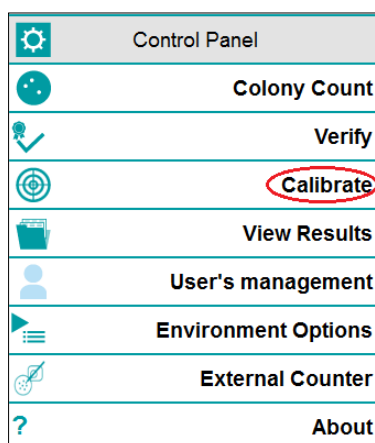 Control Panel
Colony Count
Verify
Calibrate
View Results
User's management
Environment Options
External Counter
? About